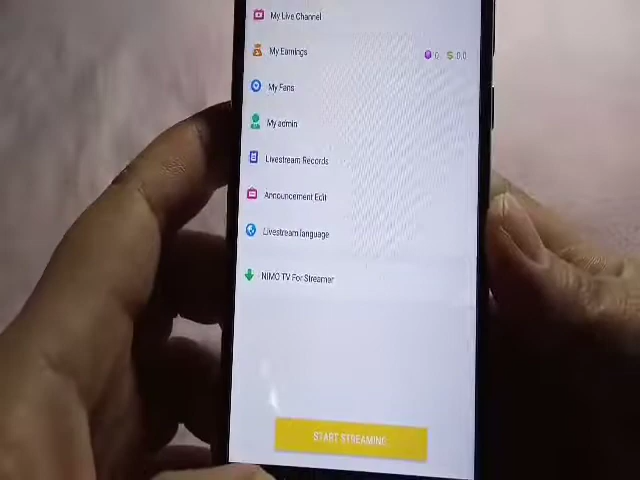 My Live Channel
My Earnings 0 $ 0.0
My Fans
My admin
Livestream Records
Announcement Edit
Livestream language
NIMO TV For Streamer
START STREAMING